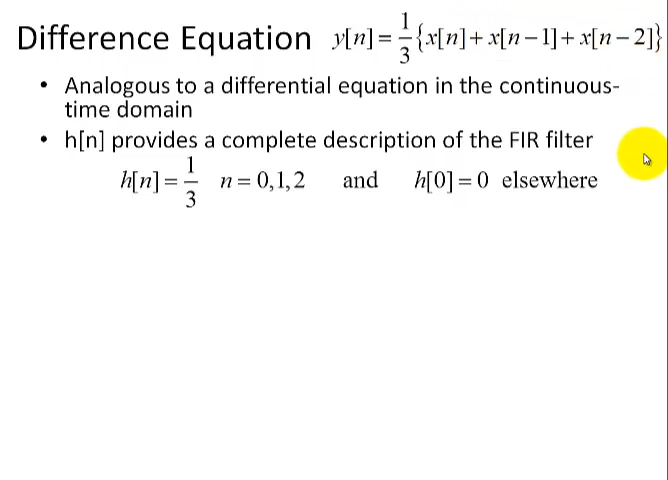 Difference Equation y[n] = 1/3 {x[n] + x[n − 1] + x[n − 2]}
• Analogous to a differential equation in the continuous-
time domain
• h[n] provides a complete description of the FIR filter
h[n] = 1/3 n = 0,1,2 and h[0] = 0 elsewhere